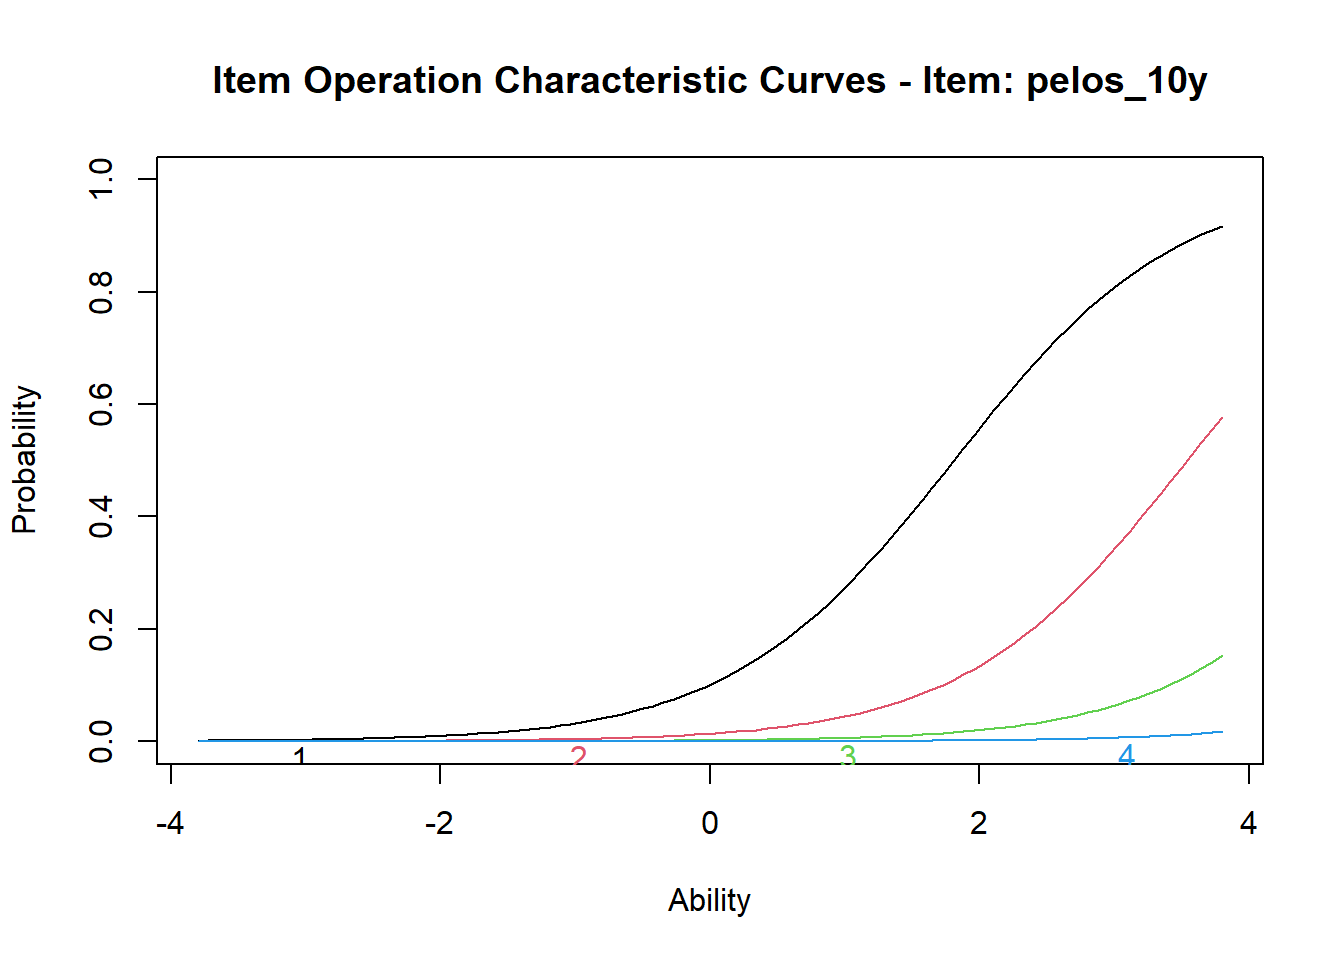 Item Operation Characteristic Curves - Item: pelos_10y
1.0
0.8
0.6
0.4
0.2
0.0
Probability
1 2 3 4
-4 -2 0 2 4
Ability